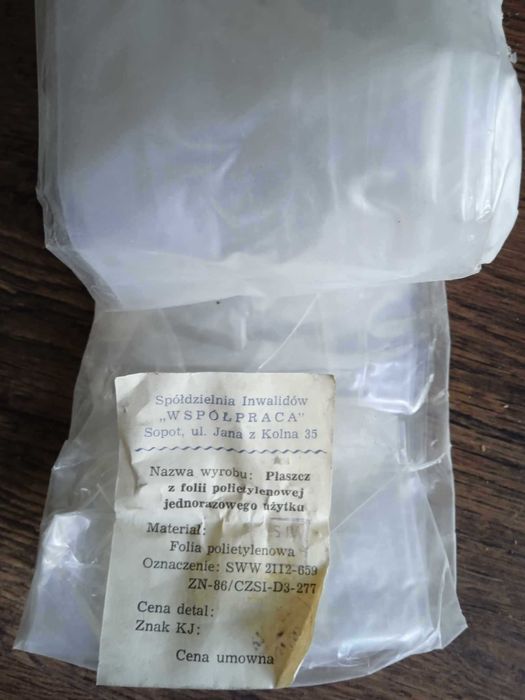 Spółdzielnia Inwalidów
„WSPÓŁPRACA"
Sopot, ul. Jana z Kolna 35
Nazwa wyrobu: Płaszcz
z folii polietylenowej
jednorazowego użytku
Materiał:
Folia polietylenowa
Oznaczenie: SWW 2112-659
ZN-86/CZSI-D3-277
Cena detal:
Znak KJ:
Cena umowna